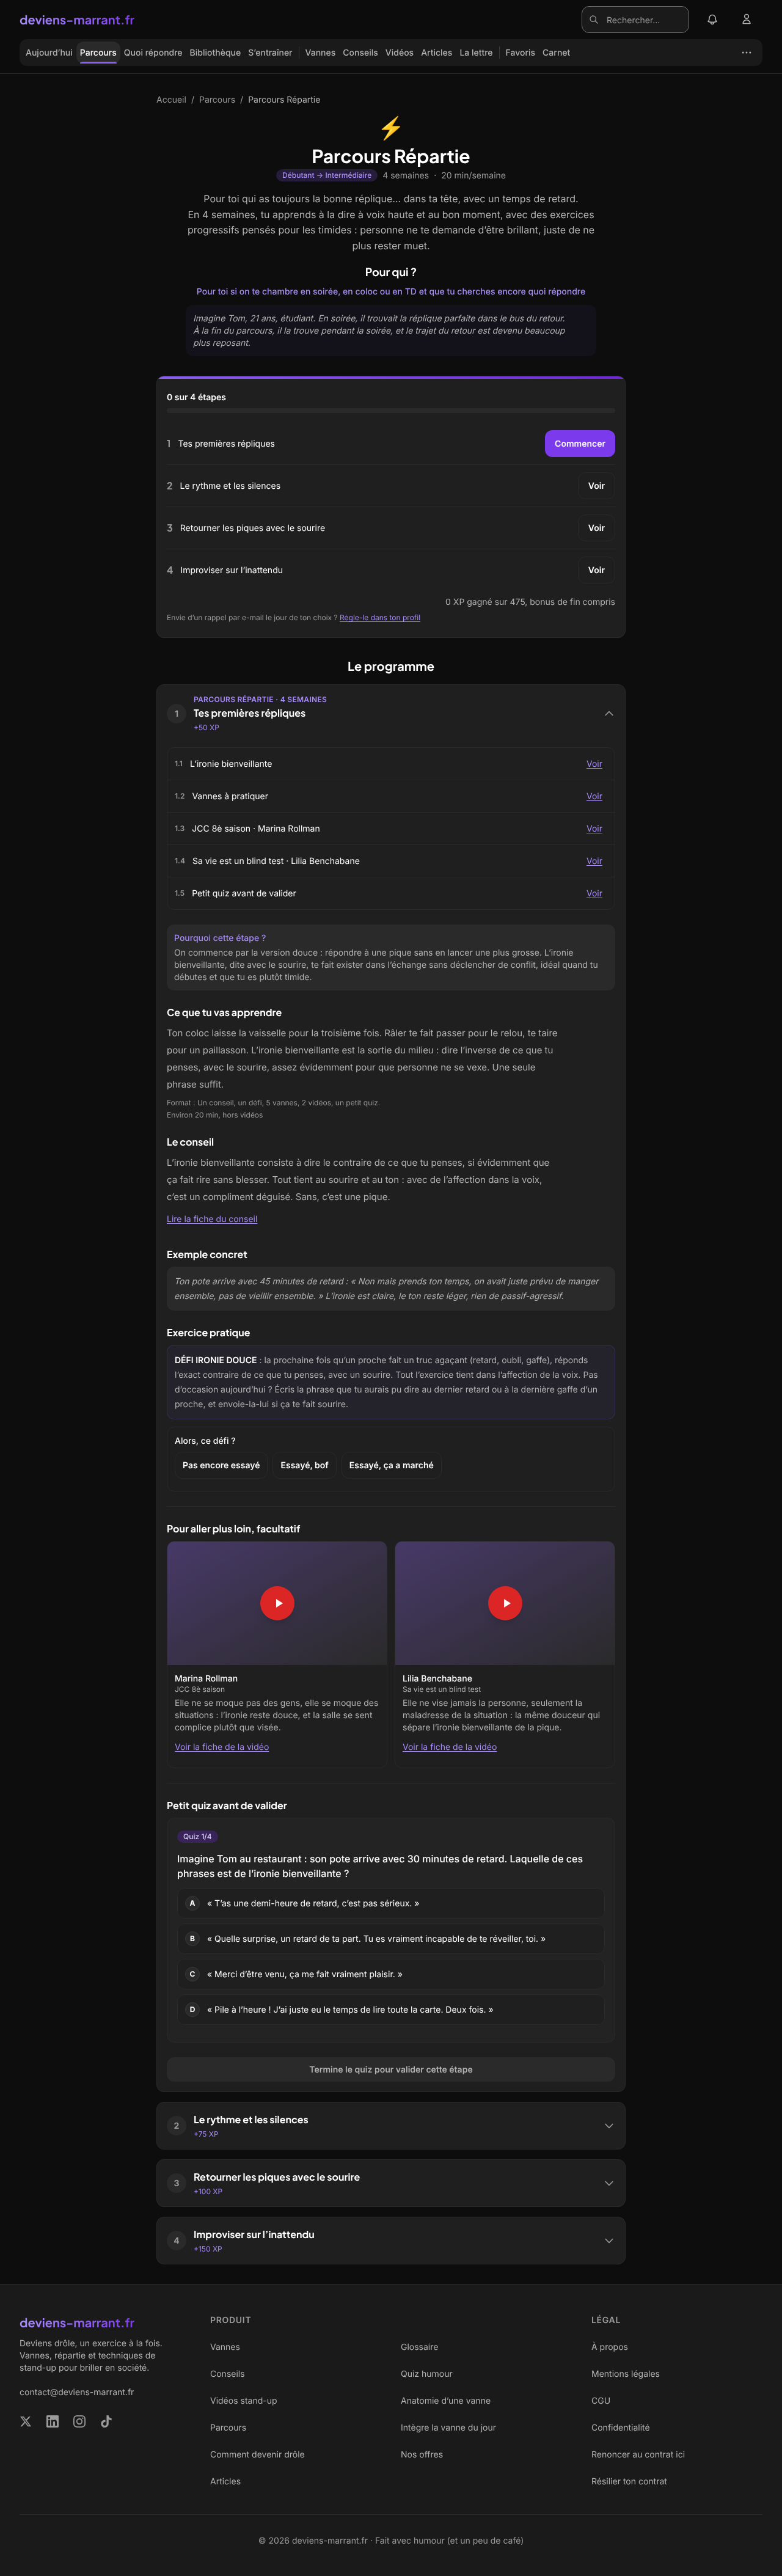 deviens-marrant.fr
Rechercher...
Aujourd'hui Parcours Quoi répondre Bibliothèque S'entraîner Vannes Conseils Vidéos Articles La lettre Favoris Carnet
Accueil / Parcours / Parcours Répartie
Parcours Répartie
Débutant → Intermédiaire 4 semaines · 20 min/semaine
Pour toi qui as toujours la bonne réplique... dans ta tête, avec un temps de retard.
En 4 semaines, tu apprends à la dire à voix haute et au bon moment, avec des exercices
progressifs pensés pour les timides : personne ne te demande d'être brillant, juste de ne
plus rester muet.
Pour qui ?
Pour toi si on te chambre en soirée, en coloc ou en TD et que tu cherches encore quoi répondre
Imagine Tom, 21 ans, étudiant. En soirée, il trouvait la réplique parfaite dans le bus du retour.
À la fin du parcours, il la trouve pendant la soirée, et le trajet du retour est devenu beaucoup
plus reposant.
0 sur 4 étapes
1 Tes premières répliques Commencer
2 Le rythme et les silences Voir
3 Retourner les piques avec le sourire Voir
4 Improviser sur l'inattendu Voir
0 XP gagné sur 475, bonus de fin compris
Envie d'un rappel par e-mail le jour de ton choix ? Règle-le dans ton profil
Le programme
PARCOURS RÉPARTIE · 4 SEMAINES
1 Tes premières répliques
+50 XP
1.1 L'ironie bienveillante Voir
1.2 Vannes à pratiquer Voir
1.3 JCC 8è saison · Marina Rollman Voir
1.4 Sa vie est un blind test · Lilia Benchabane Voir
1.5 Petit quiz avant de valider Voir
Pourquoi cette étape ?
On commence par la version douce : répondre à une pique sans en lancer une plus grosse. L'ironie
bienveillante, dite avec le sourire, te fait exister dans l'échange sans déclencher de conflit, idéal quand tu
débutes et que tu es plutôt timide.
Ce que tu vas apprendre
Ton coloc laisse la vaisselle pour la troisième fois. Râler te fait passer pour le relou, te taire
pour un paillasson. L'ironie bienveillante est la sortie du milieu : dire l'inverse de ce que tu
penses, avec le sourire, assez évidemment pour que personne ne se vexe. Une seule
phrase suffit.
Format : Un conseil, un défi, 5 vannes, 2 vidéos, un petit quiz.
Environ 20 min, hors vidéos
Le conseil
L'ironie bienveillante consiste à dire le contraire de ce que tu penses, si évidemment que
ça fait rire sans blesser. Tout tient au sourire et au ton : avec de l'affection dans la voix,
c'est un compliment déguisé. Sans, c'est une pique.
Lire la fiche du conseil
Exemple concret
Ton pote arrive avec 45 minutes de retard : « Non mais prends ton temps, on avait juste prévu de manger
ensemble, pas de vieillir ensemble. » L'ironie est claire, le ton reste léger, rien de passif-agressif.
Exercice pratique
DÉFI IRONIE DOUCE : la prochaine fois qu'un proche fait un truc agaçant (retard, oubli, gaffe), réponds
l'exact contraire de ce que tu penses, avec un sourire. Tout l'exercice tient dans l'affection de la voix. Pas
d'occasion aujourd'hui ? Écris la phrase que tu aurais pu dire au dernier retard ou à la dernière gaffe d'un
proche, et envoie-la-lui si ça te fait sourire.
Alors, ce défi ?
Pas encore essayé Essayé, bof Essayé, ça a marché
Pour aller plus loin, facultatif
Marina Rollman
JCC 8è saison
Elle ne se moque pas des gens, elle se moque des
situations : l'ironie reste douce, et la salle se sent
complice plutôt que visée.
Voir la fiche de la vidéo
Lilia Benchabane
Sa vie est un blind test
Elle ne vise jamais la personne, seulement la
maladresse de la situation : la même douceur qui
sépare l'ironie bienveillante de la pique.
Voir la fiche de la vidéo
Petit quiz avant de valider
Quiz 1/4
Imagine Tom au restaurant : son pote arrive avec 30 minutes de retard. Laquelle de ces
phrases est de l'ironie bienveillante ?
A « T'as une demi-heure de retard, c'est pas sérieux. »
B « Quelle surprise, un retard de ta part. Tu es vraiment incapable de te réveiller, toi. »
C « Merci d'être venu, ça me fait vraiment plaisir. »
D « Pile à l'heure ! J'ai juste eu le temps de lire toute la carte. Deux fois. »
Termine le quiz pour valider cette étape
2 Le rythme et les silences
+75 XP
3 Retourner les piques avec le sourire
+100 XP
4 Improviser sur l'inattendu
+150 XP
deviens-marrant.fr
Deviens drôle, un exercice à la fois.
Vannes, répartie et techniques de
stand-up pour briller en société.
contact@deviens-marrant.fr
PRODUIT
Vannes
Conseils
Vidéos stand-up
Parcours
Comment devenir drôle
Articles
Glossaire
Quiz humour
Anatomie d'une vanne
Intègre la vanne du jour
Nos offres
LÉGAL
À propos
Mentions légales
CGU
Confidentialité
Renoncer au contrat ici
Résilier ton contrat
© 2026 deviens-marrant.fr · Fait avec humour (et un peu de café)